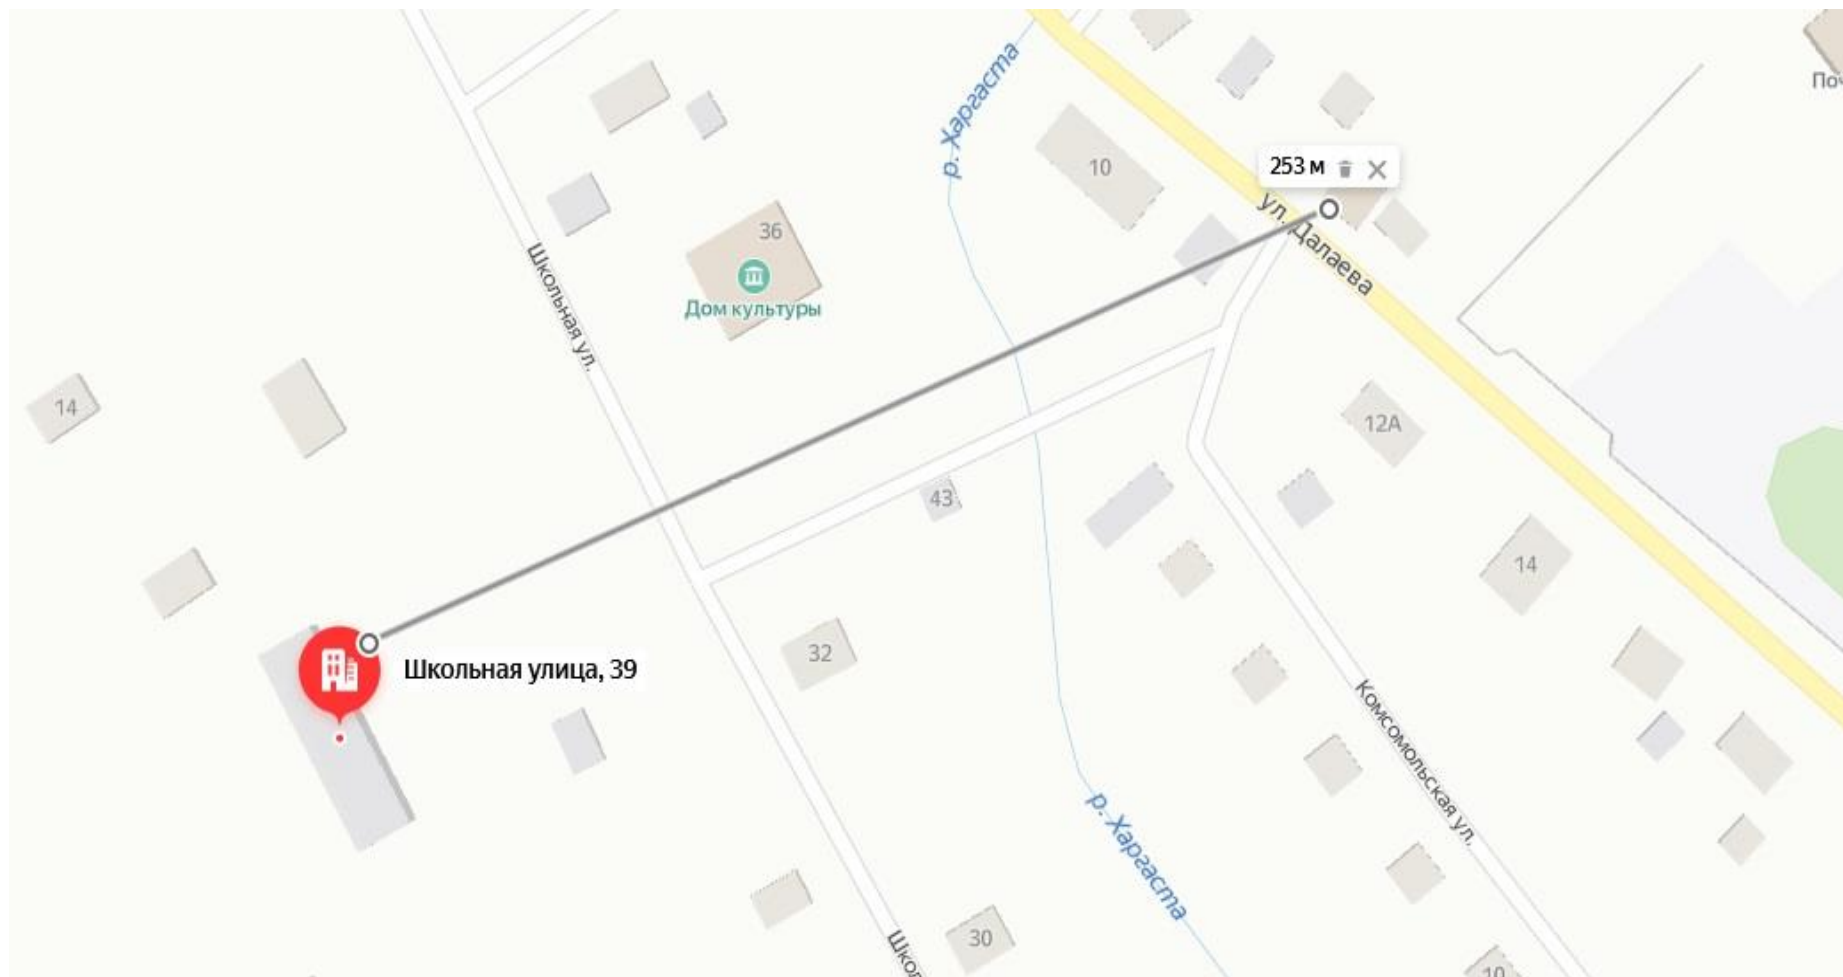 р. Харгаста
Поч
10
253 м
ул. Далаева
36
Дом культуры
Школьная ул.
14
12А
43
14
32
Школьная улица, 39
Комсомольская ул.
р. Харгаста
30
Школ
10